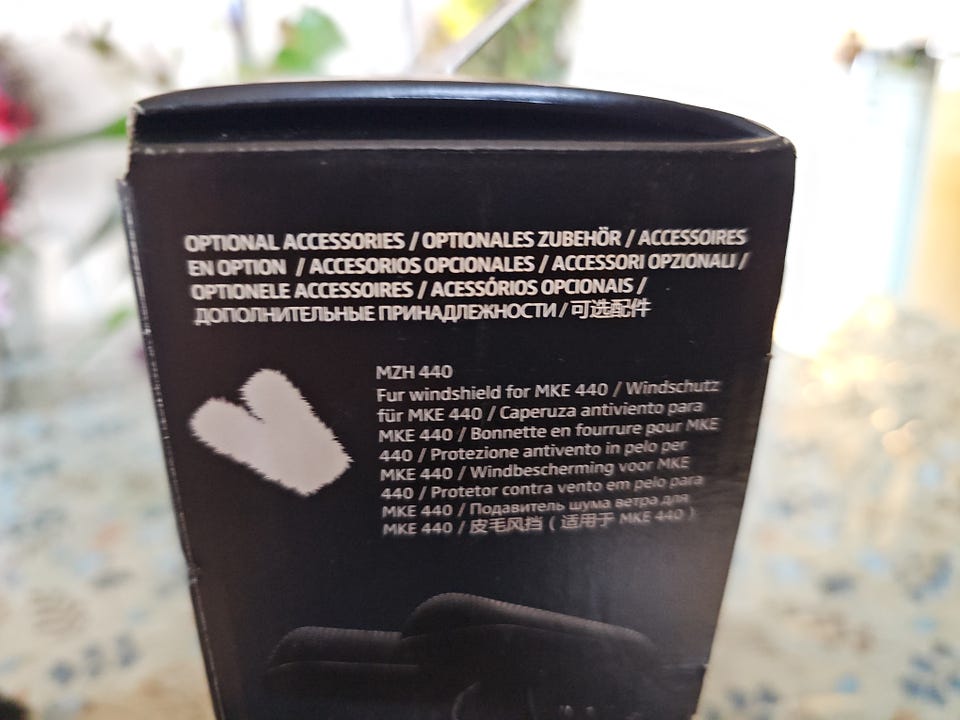 OPTIONAL ACCESSORIES / OPTIONALES ZUBEHÖR / ACCESSOIRES
EN OPTION / ACCESORIOS OPCIONALES / ACCESSORI OPZIONALI /
OPTIONELE ACCESSOIRES / ACESSÓRIOS OPCIONAIS /
ДОПОЛНИТЕЛЬНЫЕ ПРИНАДЛЕЖНОСТИ / 可选配件
MZH 440
Fur windshield for MKE 440 / Windschutz
für MKE 440 / Caperuza antiviento para
MKE 440 / Bonnette en fourrure pour MKE
440 / Protezione antivento in pelo per
MKE 440 / Windbescherming voor MKE
440 / Protetor contra vento em pelo para
MKE 440 / Подавитель шума ветра для
MKE 440 / 皮毛风挡（适用于 MKE 440）